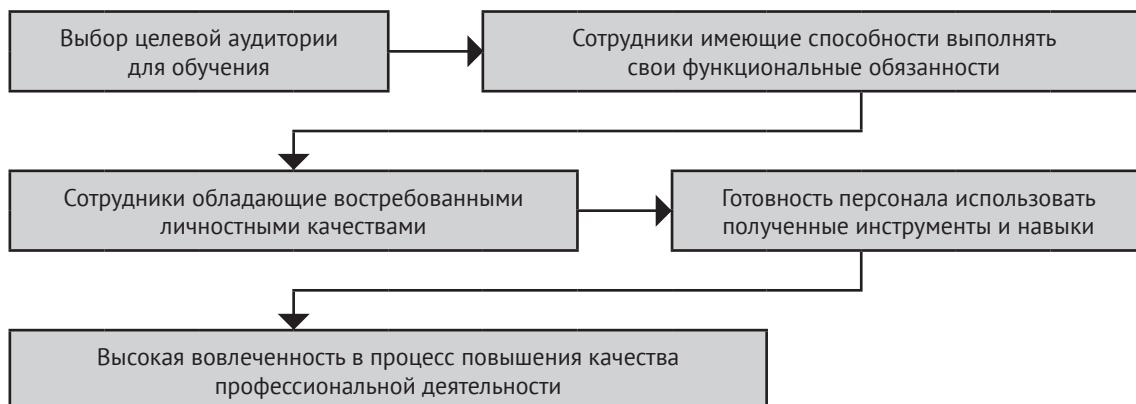 Выбор целевой аудитории
для обучения
Сотрудники имеющие способности выполнять
свои функциональные обязанности
Сотрудники обладающие востребованными
личностными качествами
Готовность персонала использовать
полученные инструменты и навыки
Высокая вовлеченность в процесс повышения качества
профессиональной деятельности